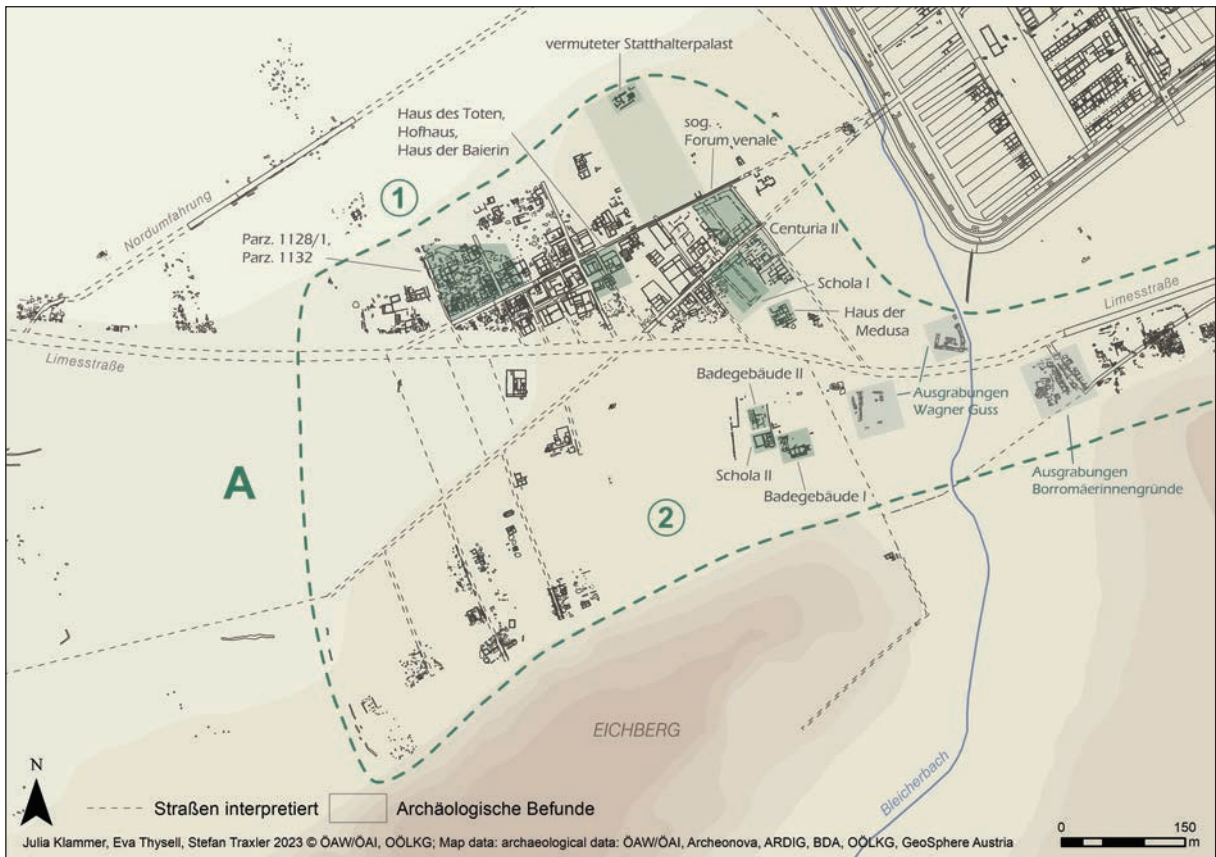 vermuteter Statthalterpalast
Haus des Toten,
Hofhaus,
Haus der Baierin
sog.
Forum venale
Nordumfahrung
1
Parz. 1128/1,
Parz. 1132
Centuria II
Schola I
Haus der
Medusa
Limesstraße
Limesstraße
Badegebäude II
Ausgrabungen
Wagner Guss
A
Schola II
Badegebäude I
Ausgrabungen
Borromäerinnengründe
2
EICHBERG
Bleicherbach
N
Straßen interpretiert
Archäologische Befunde
0 150
m
Julia Klammer, Eva Thysell, Stefan Traxler 2023 © ÖAW/ÖAI, OÖLKG; Map data: archaeological data: ÖAW/ÖAI, Archeonova, ARDIG, BDA, OÖLKG, GeoSphere Austria